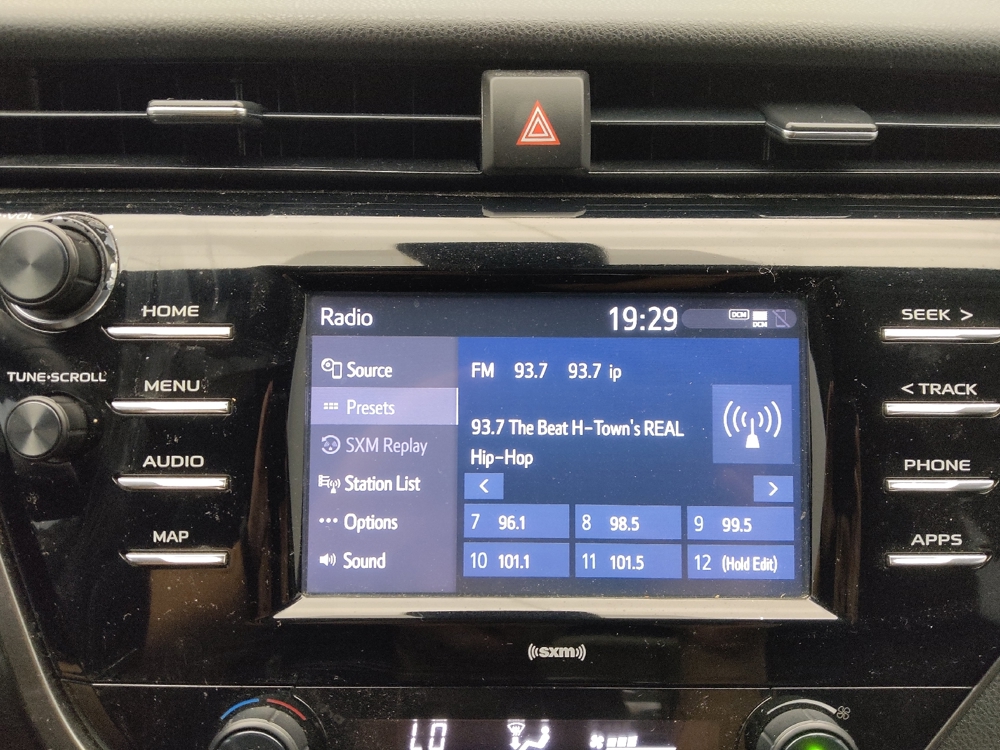 VOL
HOME
MENU
AUDIO
MAP
TUNE•SCROLL
Radio
19:29
DCM
DCM
Source
Presets
SXM Replay
Station List
Options
Sound
FM 93.7 93.7 ip
93.7 The Beat H-Town's REAL
Hip-Hop
<
>
7 96.1
8 98.5
9 99.5
10 101.1
11 101.5
12 (Hold Edit)
SEEK >
< TRACK
PHONE
APPS
((sxm))
LO